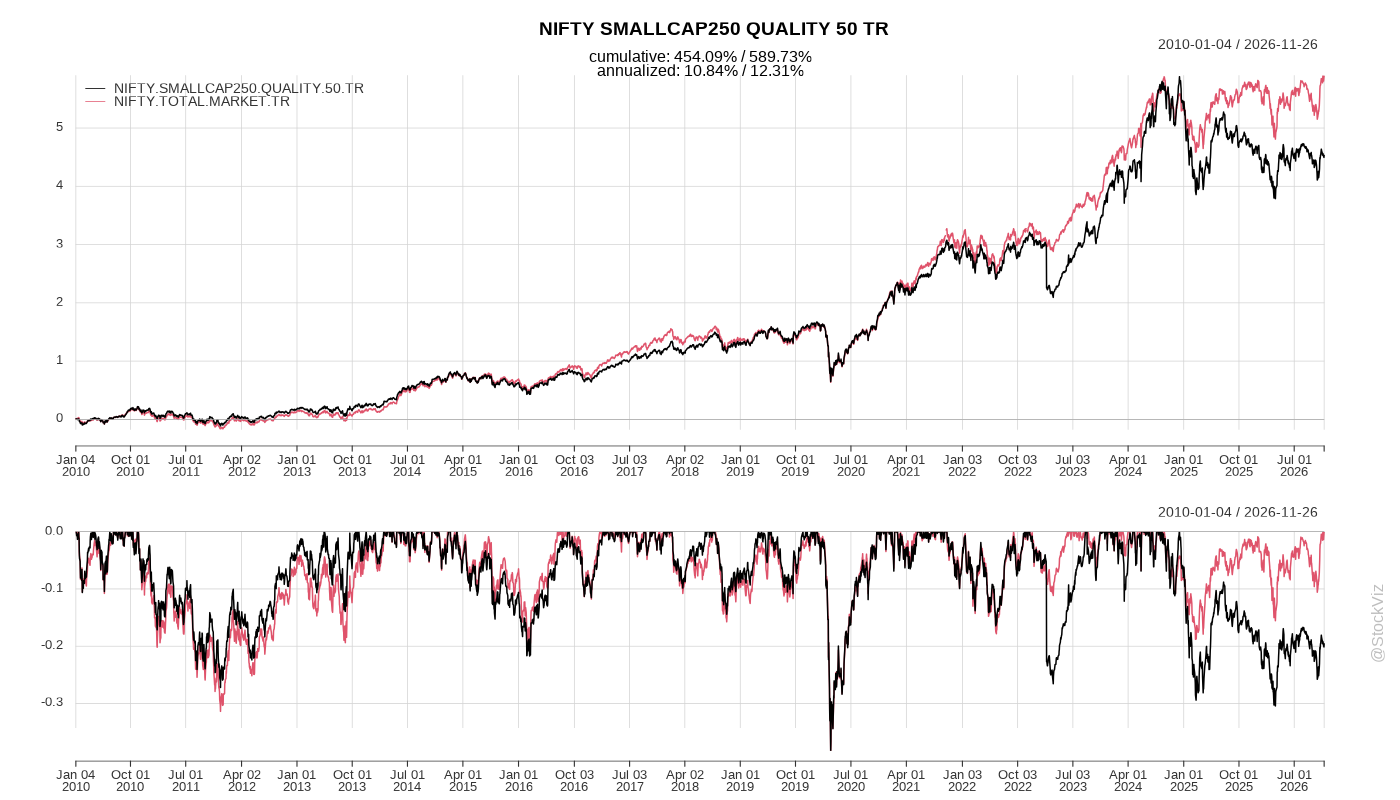 NIFTY SMALLCAP250 QUALITY 50 TR
2010-01-04 / 2026-11-26
cumulative: 454.09% / 589.73%
annualized: 10.84% / 12.31%
NIFTY.SMALLCAP250.QUALITY.50.TR
NIFTY.TOTAL.MARKET.TR
5
4
3
2
1
0
Jan 04 Oct 01 Jul 01 Apr 02 Jan 01 Oct 01 Jul 01 Apr 01 Jan 01 Oct 03 Jul 03 Apr 02 Jan 01 Oct 01 Jul 01 Apr 01 Jan 03 Oct 03 Jul 03 Apr 01 Jan 01 Oct 01 Jul 01
2010 2010 2011 2012 2013 2013 2014 2015 2016 2016 2017 2018 2019 2019 2020 2021 2022 2022 2023 2024 2025 2025 2026
2010-01-04 / 2026-11-26
0.0
-0.1
-0.2
-0.3
Jan 04 Oct 01 Jul 01 Apr 02 Jan 01 Oct 01 Jul 01 Apr 01 Jan 01 Oct 03 Jul 03 Apr 02 Jan 01 Oct 01 Jul 01 Apr 01 Jan 03 Oct 03 Jul 03 Apr 01 Jan 01 Oct 01 Jul 01
2010 2010 2011 2012 2013 2013 2014 2015 2016 2016 2017 2018 2019 2019 2020 2021 2022 2022 2023 2024 2025 2025 2026
@StockViz